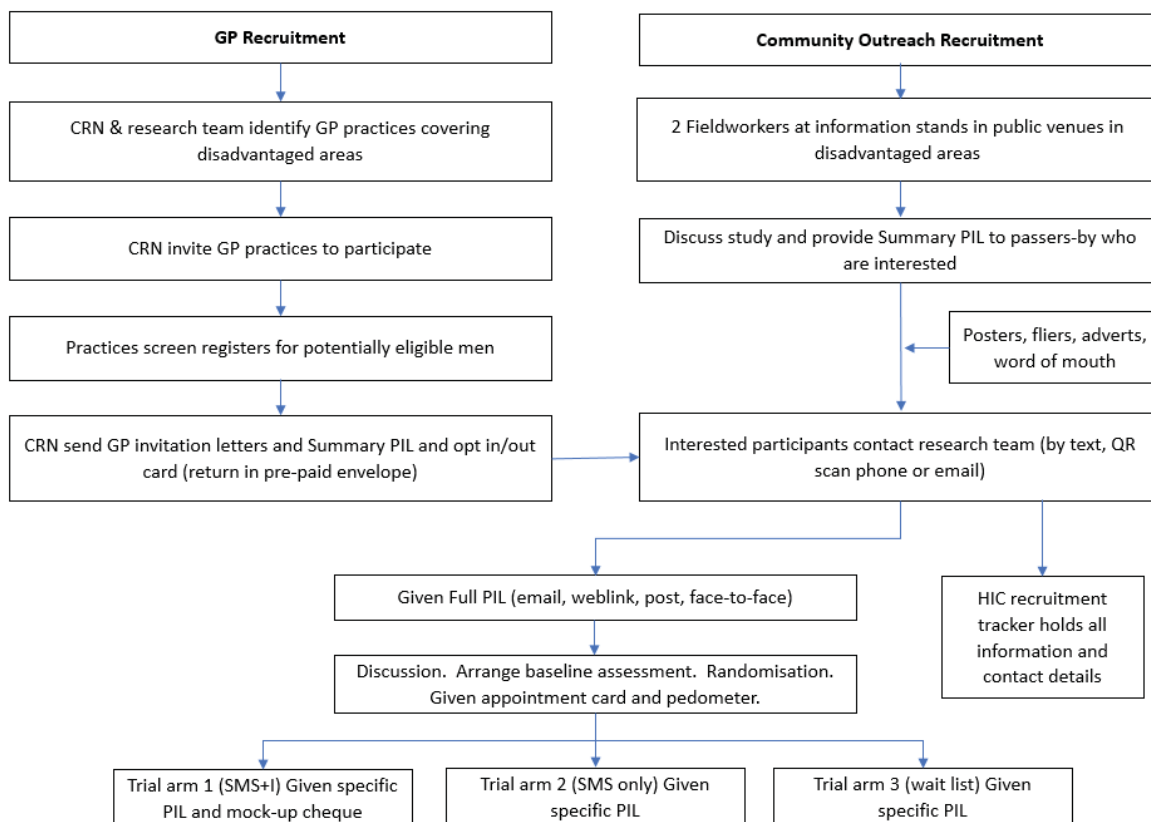 GP Recruitment
CRN & research team identify GP practices covering
disadvantaged areas
CRN invite GP practices to participate
Practices screen registers for potentially eligible men
CRN send GP invitation letters and Summary PIL and opt in/out
card (return in pre-paid envelope)
Community Outreach Recruitment
2 Fieldworkers at information stands in public venues in
disadvantaged areas
Discuss study and provide Summary PIL to passers-by who
are interested
Posters, fliers, adverts,
word of mouth
Interested participants contact research team (by text, QR
scan phone or email)
HIC recruitment
tracker holds all
information and
contact details
Given Full PIL (email, weblink, post, face-to-face)
Discussion. Arrange baseline assessment. Randomisation.
Given appointment card and pedometer.
Trial arm 1 (SMS+I) Given specific
PIL and mock-up cheque
Trial arm 2 (SMS only) Given
specific PIL
Trial arm 3 (wait list) Given
specific PIL